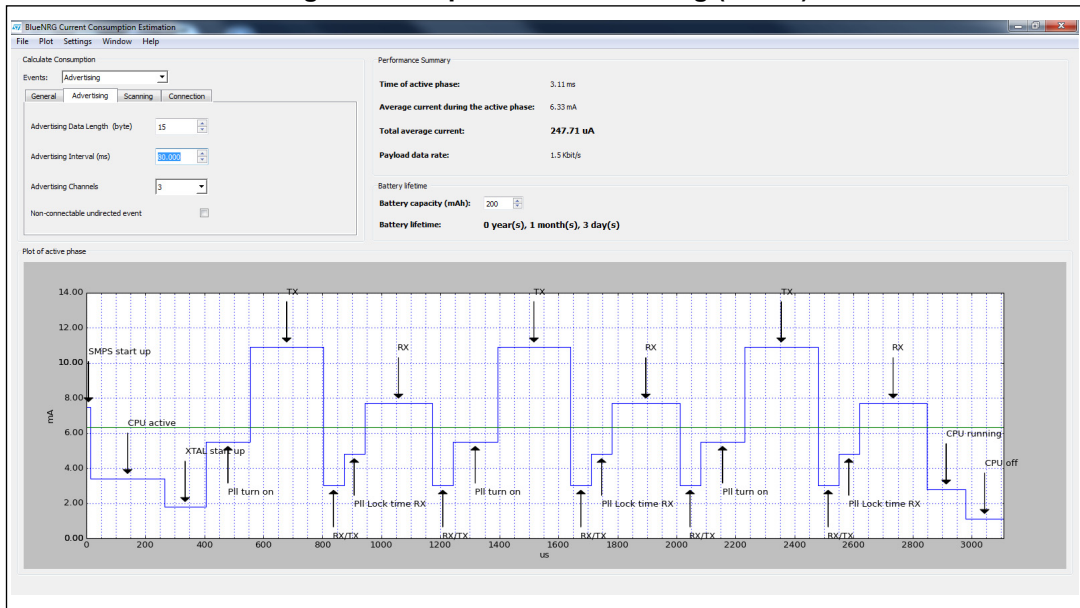 BlueNRG Current Consumption Estimation
File Plot Settings Window Help
Calculate Consumption
Events: Advertising
General Advertising Scanning Connection
Advertising Data Length (byte) 15
Advertising Interval (ms) 80.000
Advertising Channels 3
Non-connectable undirected event
Performance Summary
Time of active phase: 3.11 ms
Average current during the active phase: 6.33 mA
Total average current: 247.71 uA
Payload data rate: 1.5 Kbit/s
Battery lifetime
Battery capacity (mAh): 200
Battery lifetime: 0 year(s), 1 month(s), 3 day(s)
Plot of active phase
14.00
12.00
10.00
8.00
6.00
4.00
2.00
0.00
mA
SMPS start up
CPU active
XTAL start up
TX
TX
TX
RX
RX
RX
CPU running
CPU off
Pll turn on
Pll Lock time RX
Pll turn on
Pll Lock time RX
Pll turn on
Pll Lock time RX
RX/TX
RX/TX
RX/TX
RX/TX
RX/TX
0 200 400 600 800 1000 1200 1400 1600 1800 2000 2200 2400 2600 2800 3000
us